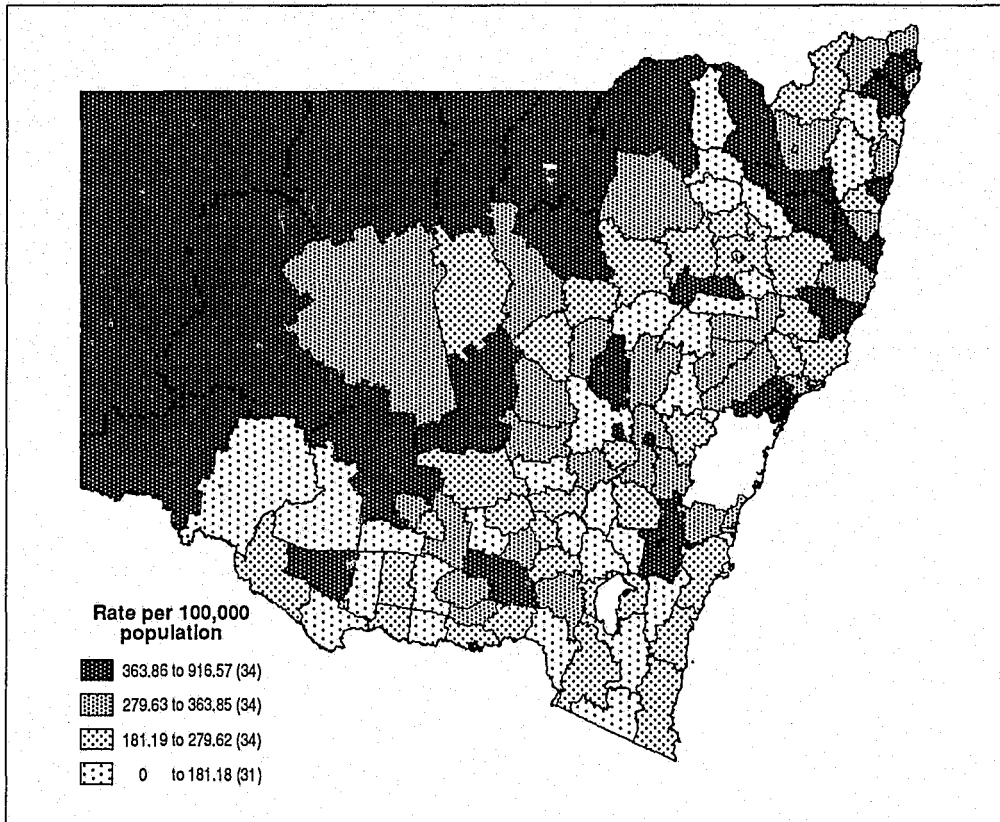 Rate per 100,000
population
363.86 to 916.57 (34)
279.63 to 363.85 (34)
181.19 to 279.62 (34)
0 to 181.18 (31)